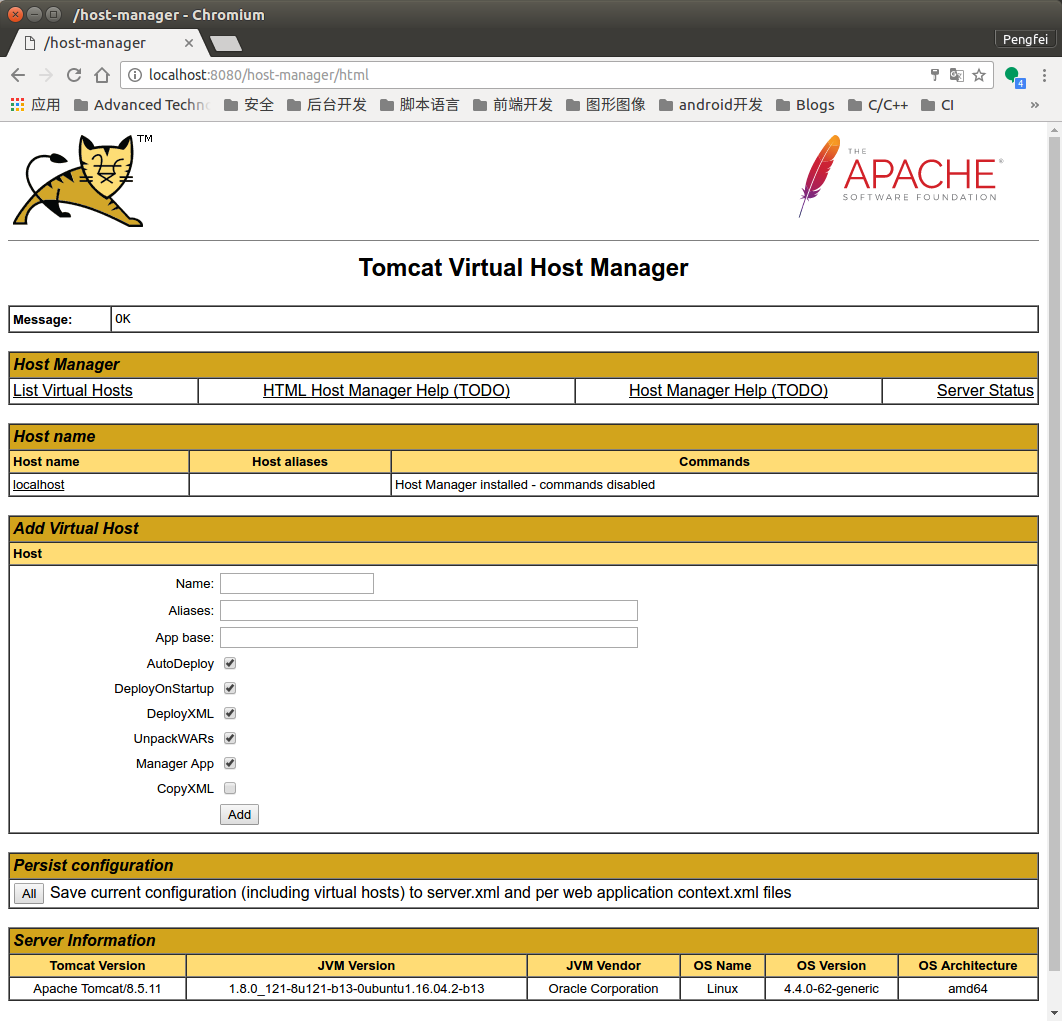 /host-manager - Chromium
/host-manager
Pengfei
localhost:8080/host-manager/html
4
应用 Advanced Techno 安全 后台开发 脚本语言 前端开发 图形图像 android开发 Blogs C/C++ CI »
TM
THE
APACHE®
SOFTWARE FOUNDATION
Tomcat Virtual Host Manager
Message: OK
Host Manager
List Virtual Hosts HTML Host Manager Help (TODO) Host Manager Help (TODO) Server Status
Host name
Host name Host aliases Commands
localhost Host Manager installed - commands disabled
Add Virtual Host
Host
Name:
Aliases:
App base:
AutoDeploy
DeployOnStartup
DeployXML
UnpackWARs
Manager App
CopyXML
Add
Persist configuration
All Save current configuration (including virtual hosts) to server.xml and per web application context.xml files
Server Information
Tomcat Version JVM Version JVM Vendor OS Name OS Version OS Architecture
Apache Tomcat/8.5.11 1.8.0_121-8u121-b13-0ubuntu1.16.04.2-b13 Oracle Corporation Linux 4.4.0-62-generic amd64